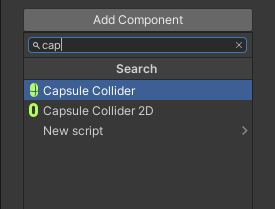 Add Component
cap
Search
Capsule Collider
Capsule Collider 2D
New script